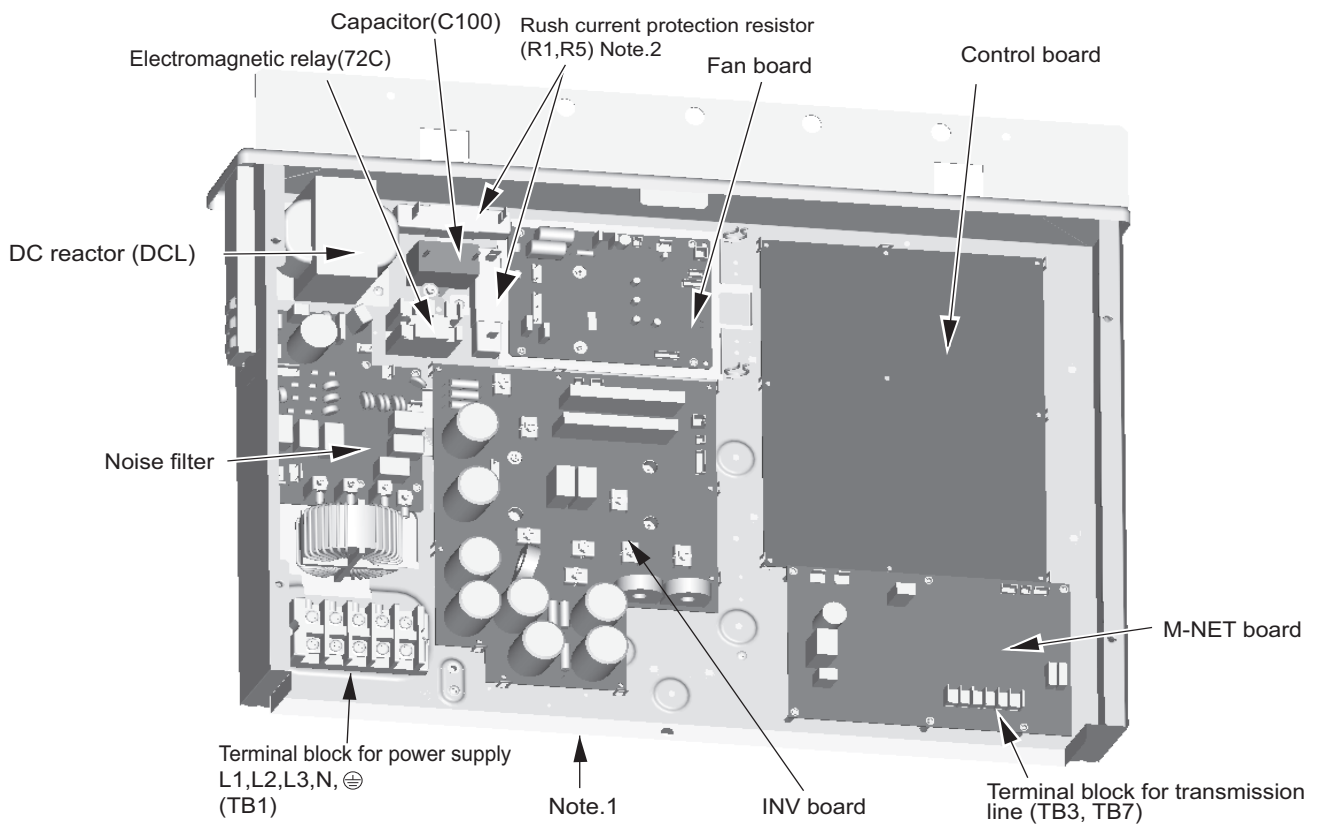 Capacitor(C100)
Rush current protection resistor
(R1,R5) Note.2
Electromagnetic relay(72C)
Fan board
Control board
DC reactor (DCL)
Noise filter
M-NET board
Terminal block for power supply
L1,L2,L3,N, ⏚
(TB1)
Note.1
INV board
Terminal block for transmission
line (TB3, TB7)